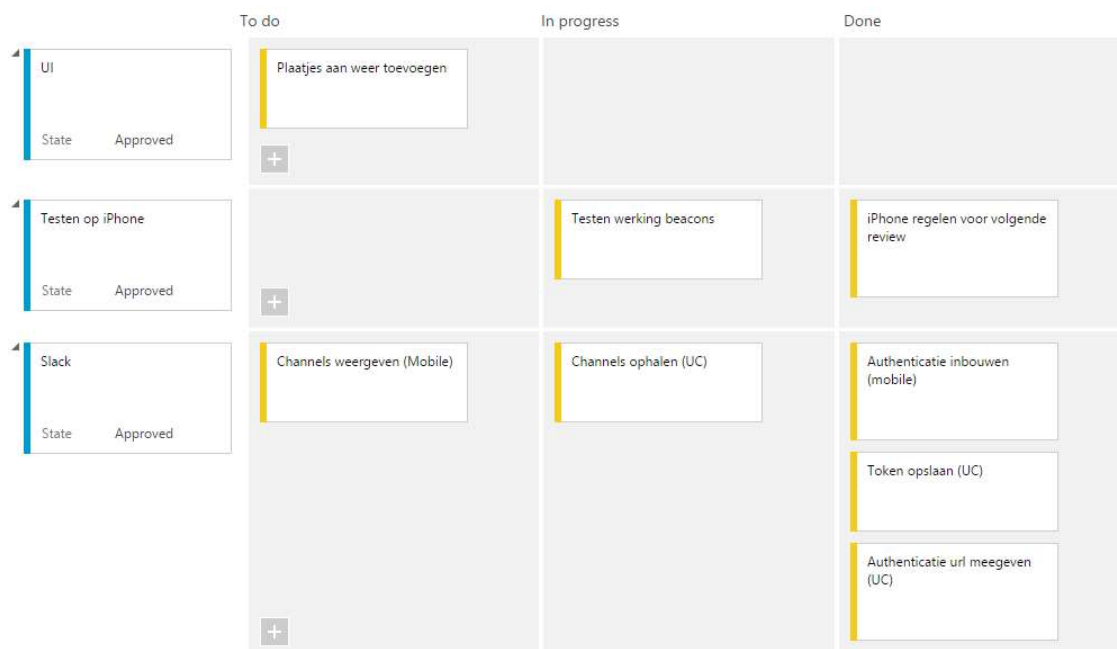 To do
In progress
Done
UI
State Approved
Plaatjes aan weer toevoegen
Testen op iPhone
State Approved
Testen werking beacons
iPhone regelen voor volgende
review
Slack
State Approved
Channels weergeven (Mobile)
Channels ophalen (UC)
Authenticatie inbouwen
(mobile)
Token opslaan (UC)
Authenticatie url meegeven
(UC)